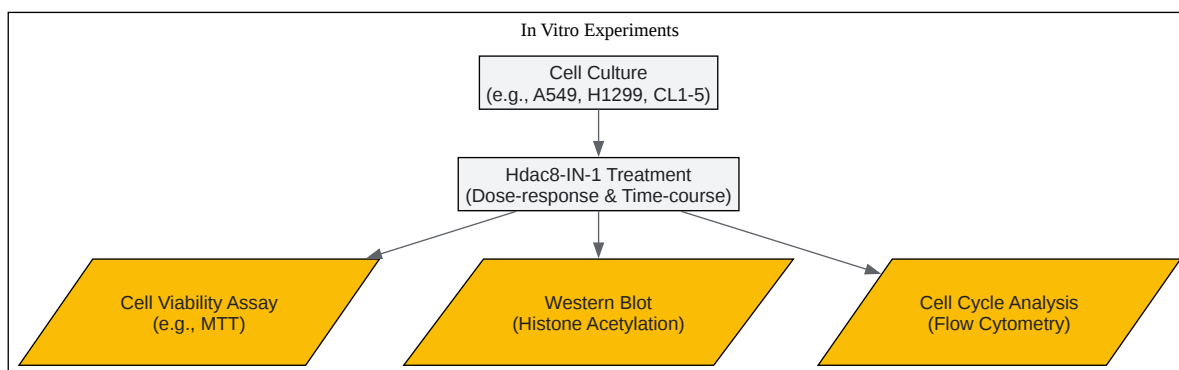 In Vitro Experiments
Cell Culture
(e.g., A549, H1299, CL1-5)
Hdac8-IN-1 Treatment
(Dose-response & Time-course)
Cell Viability Assay
(e.g., MTT)
Western Blot
(Histone Acetylation)
Cell Cycle Analysis
(Flow Cytometry)